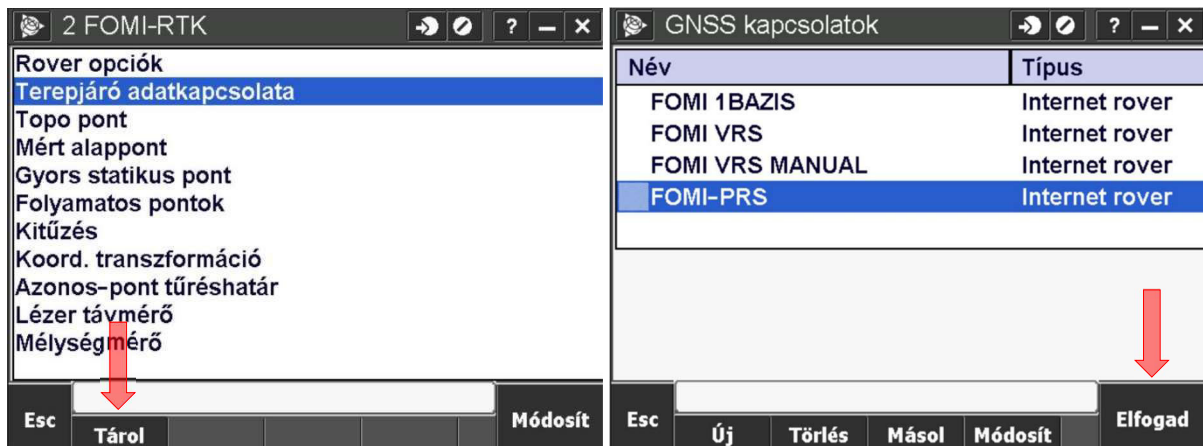 2 FOMI-RTK
?
Rover opciók
Terepjáró adatkapcsolata
Topo pont
Mért alappont
Gyors statikus pont
Folyamatos pontok
Kitűzés
Koord. transzformáció
Azonos-pont tűréshatár
Lézer távmérő
Mélységmérő
Esc
Tárol
Módosít
GNSS kapcsolatok
?
Név Típus
FOMI 1BAZIS Internet rover
FOMI VRS Internet rover
FOMI VRS MANUAL Internet rover
FOMI-PRS Internet rover
Esc
Új Törlés Másol Módosít
Elfogad